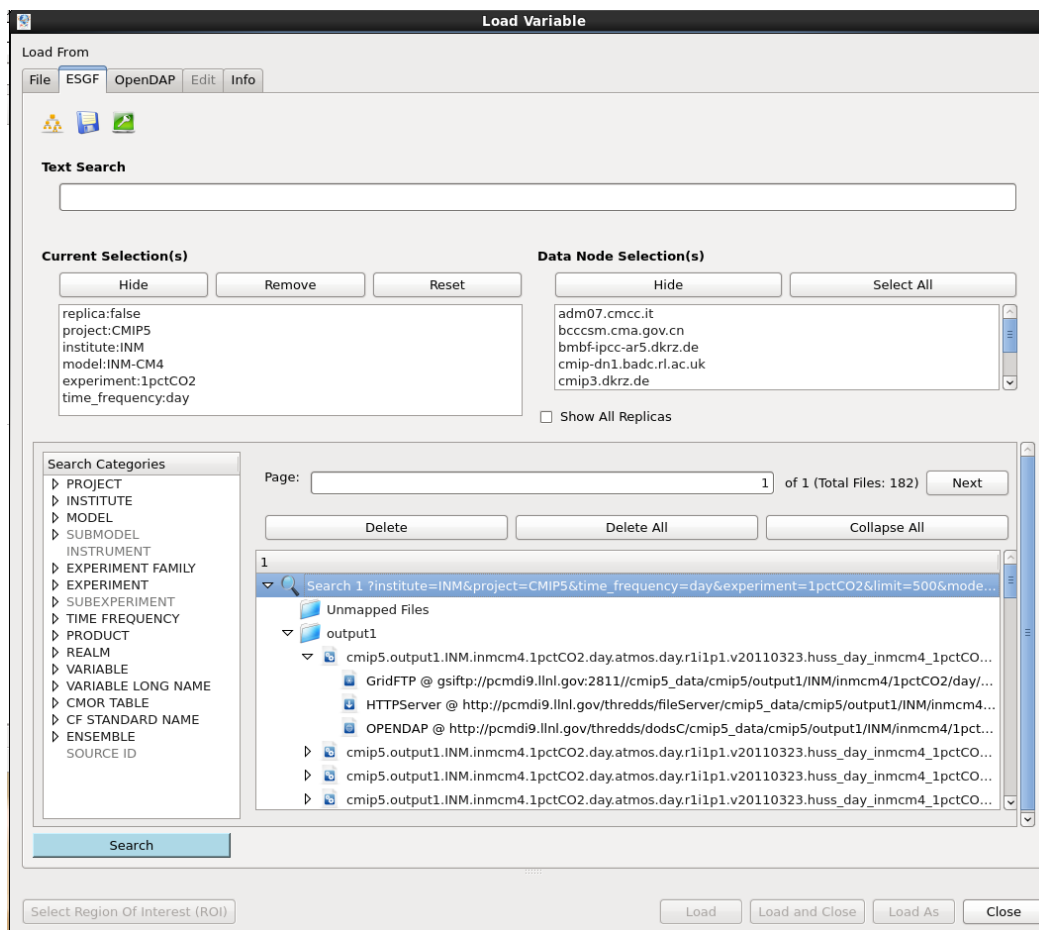 Load Variable
Load From
File ESGF OpenDAP Edit Info
Text Search
Current Selection(s)
Hide Remove Reset
replica:false
project:CMIP5
institute:INM
model:INM-CM4
experiment:1pctCO2
time_frequency:day
Data Node Selection(s)
Hide Select All
adm07.cmcc.it
bcccsm.cma.gov.cn
bmbf-ipcc-ar5.dkrz.de
cmip-dn1.badc.rl.ac.uk
cmip3.dkrz.de
Show All Replicas
Search Categories
PROJECT
INSTITUTE
MODEL
SUBMODEL
INSTRUMENT
EXPERIMENT FAMILY
EXPERIMENT
SUBEXPERIMENT
TIME FREQUENCY
PRODUCT
REALM
VARIABLE
VARIABLE LONG NAME
CMOR TABLE
CF STANDARD NAME
ENSEMBLE
SOURCE ID
Page: 1 of 1 (Total Files: 182) Next
Delete Delete All Collapse All
1
Search 1 ?institute=INM&project=CMIP5&time_frequency=day&experiment=1pctCO2&limit=500&mode...
Unmapped Files
output1
cmip5.output1.INM.inmcm4.1pctCO2.day.atmos.day.r1i1p1.v20110323.huss_day_inmcm4_1pctCO...
GridFTP @ gsiftp://pcmdi9.llnl.gov:2811//cmip5_data/cmip5/output1/INM/inmcm4/1pctCO2/day/...
HTTPServer @ http://pcmdi9.llnl.gov/thredds/fileServer/cmip5_data/cmip5/output1/INM/inmcm4...
OPENDAP @ http://pcmdi9.llnl.gov/thredds/dodsC/cmip5_data/cmip5/output1/INM/inmcm4/1pct...
cmip5.output1.INM.inmcm4.1pctCO2.day.atmos.day.r1i1p1.v20110323.huss_day_inmcm4_1pctCO...
cmip5.output1.INM.inmcm4.1pctCO2.day.atmos.day.r1i1p1.v20110323.huss_day_inmcm4_1pctCO...
cmip5.output1.INM.inmcm4.1pctCO2.day.atmos.day.r1i1p1.v20110323.huss_day_inmcm4_1pctCO...
Search
Select Region Of Interest (ROI) Load Load and Close Load As Close